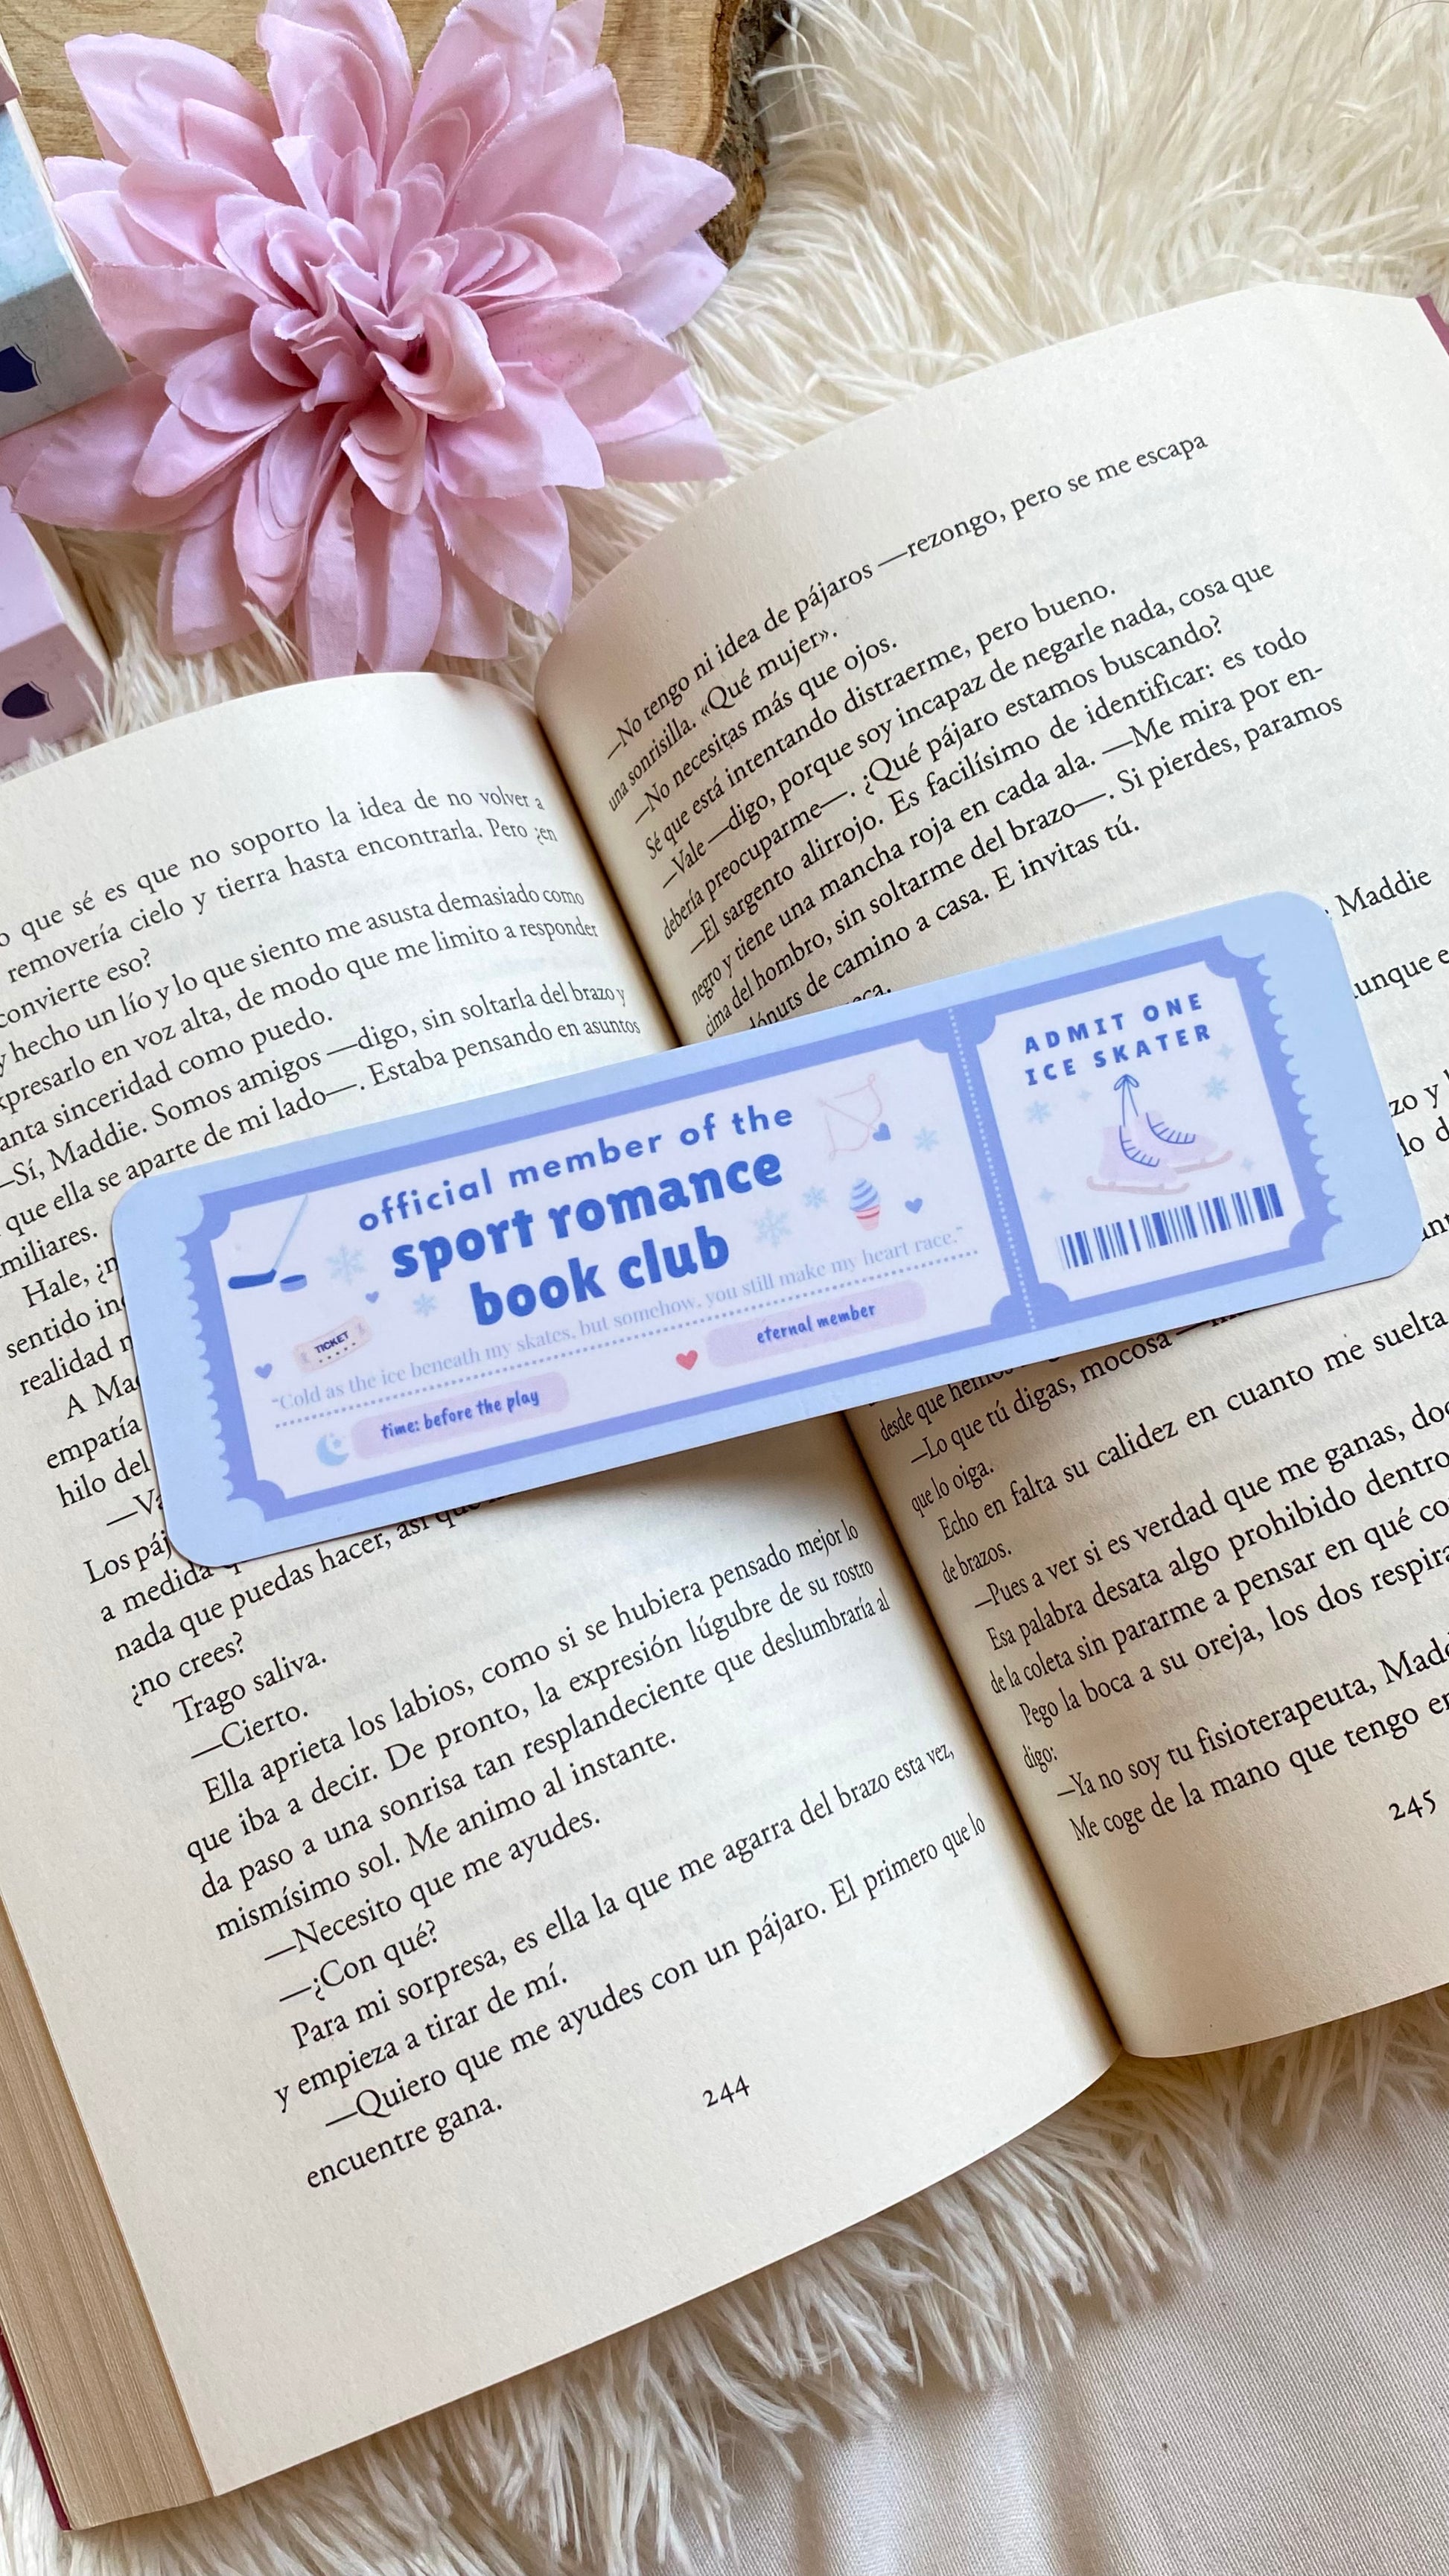 o que sé es que no soporto la idea de no volver a
removería cielo y tierra hasta encontrarla. Pero ¿en
convierte eso?
y hecho un lío y lo que siento me asusta demasiado como
expresarlo en voz alta, de modo que me limito a responder
anta sinceridad como puedo.
—Sí, Maddie. Somos amigos —digo, sin soltarla del brazo y
que ella se aparte de mi lado—. Estaba pensando en asuntos
miliares.
Hale, ¿n
sentido in
realidad n
A Mad
empatía
hilo del
—Va
Los páj
a medida
nada que puedas hacer, así que
¿no crees?
Trago saliva.
—Cierto.
Ella aprieta los labios, como si se hubiera pensado mejor lo
que iba a decir. De pronto, la expresión lúgubre de su rostro
da paso a una sonrisa tan resplandeciente que deslumbraría al
mismísimo sol. Me animo al instante.
—Necesito que me ayudes.
—¿Con qué?
Para mi sorpresa, es ella la que me agarra del brazo esta vez,
y empieza a tirar de mí.
—Quiero que me ayudes con un pájaro. El primero que lo
encuentre gana.
244
—No tengo ni idea de pájaros —rezongo, pero se me escapa
una sonrisilla. «Qué mujer».
—No necesitas más que ojos.
Sé que está intentando distraerme, pero bueno.
—Vale —digo, porque soy incapaz de negarle nada, cosa que
debería preocuparme—. ¿Qué pájaro estamos buscando?
—El sargento alirrojo. Es facilísimo de identificar: es todo
negro y tiene una mancha roja en cada ala. —Me mira por en-
cima del hombro, sin soltarme del brazo—. Si pierdes, paramos
dónuts de camino a casa. E invitas tú.
Maddie
aunque e
zo y
lo d
desde que hemos
—Lo que tú digas, mocosa
que lo oiga.
Echo en falta su calidez en cuanto me suelta
de brazos.
—Pues a ver si es verdad que me ganas, doc
Esa palabra desata algo prohibido dentro
de la coleta sin pararme a pensar en qué co
Pego la boca a su oreja, los dos respira
digo:
—Ya no soy tu fisioterapeuta, Madd
Me coge de la mano que tengo en
245
official member of the
sport romance
book club
"Cold as the ice beneath my skates, but somehow, you still make my heart race."
TICKET
time: before the play
eternal member
ADMIT ONE
ICE SKATER